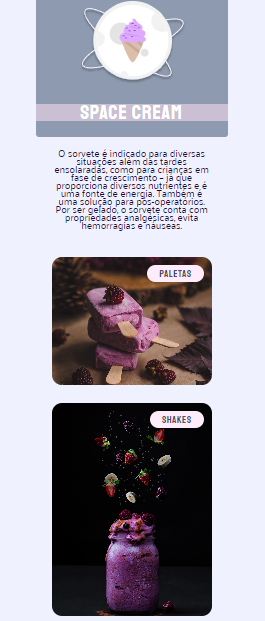 SPACE CREAM
O sorvete é indicado para diversas
situações além das tardes
ensolaradas, como para crianças em
fase de crescimento – já que
proporciona diversos nutrientes e é
uma fonte de energia. Também é
uma solução para pós-operatórios.
Por ser gelado, o sorvete conta com
propriedades analgésicas, evita
hemorragias e náuseas.
PALETAS
SHAKES